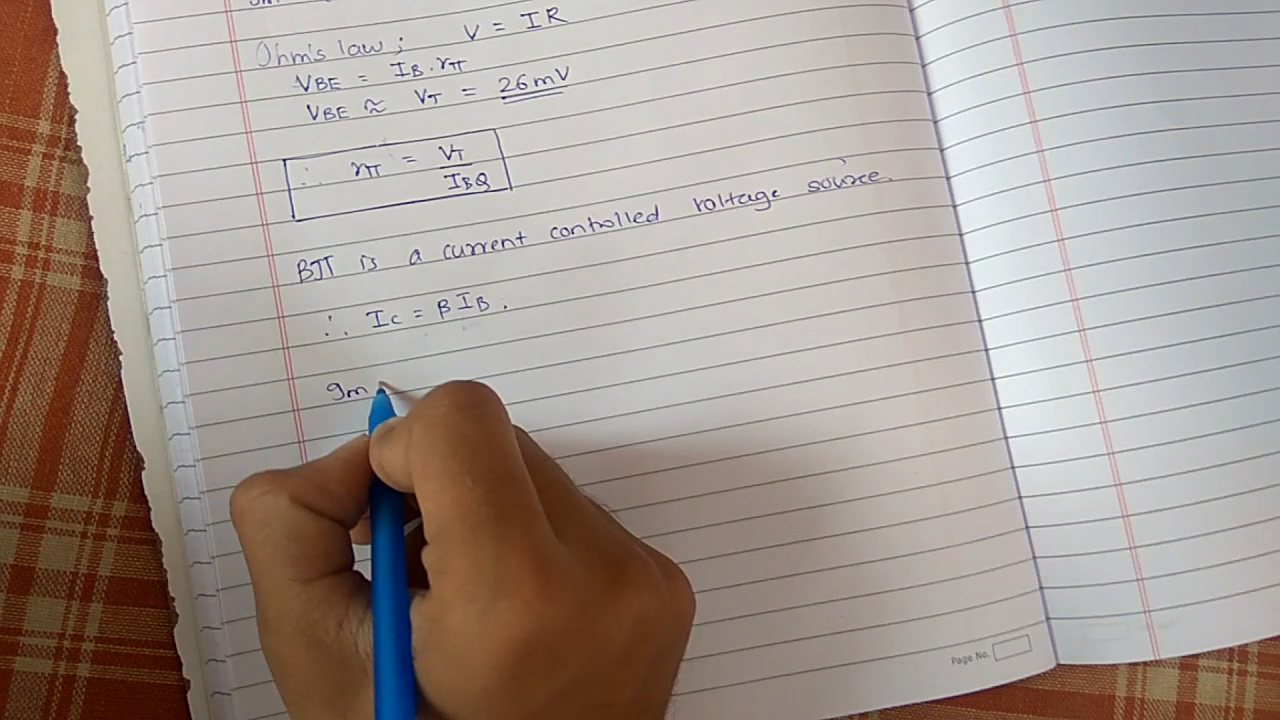 Ohm's law; V = IR
VBE = IB.rπ
VBE ≈ VT = 26mV
∴ rπ = VT / IBQ
BJT is a current controlled voltage source.
∴ Ic = βIB.
gm
Page No.